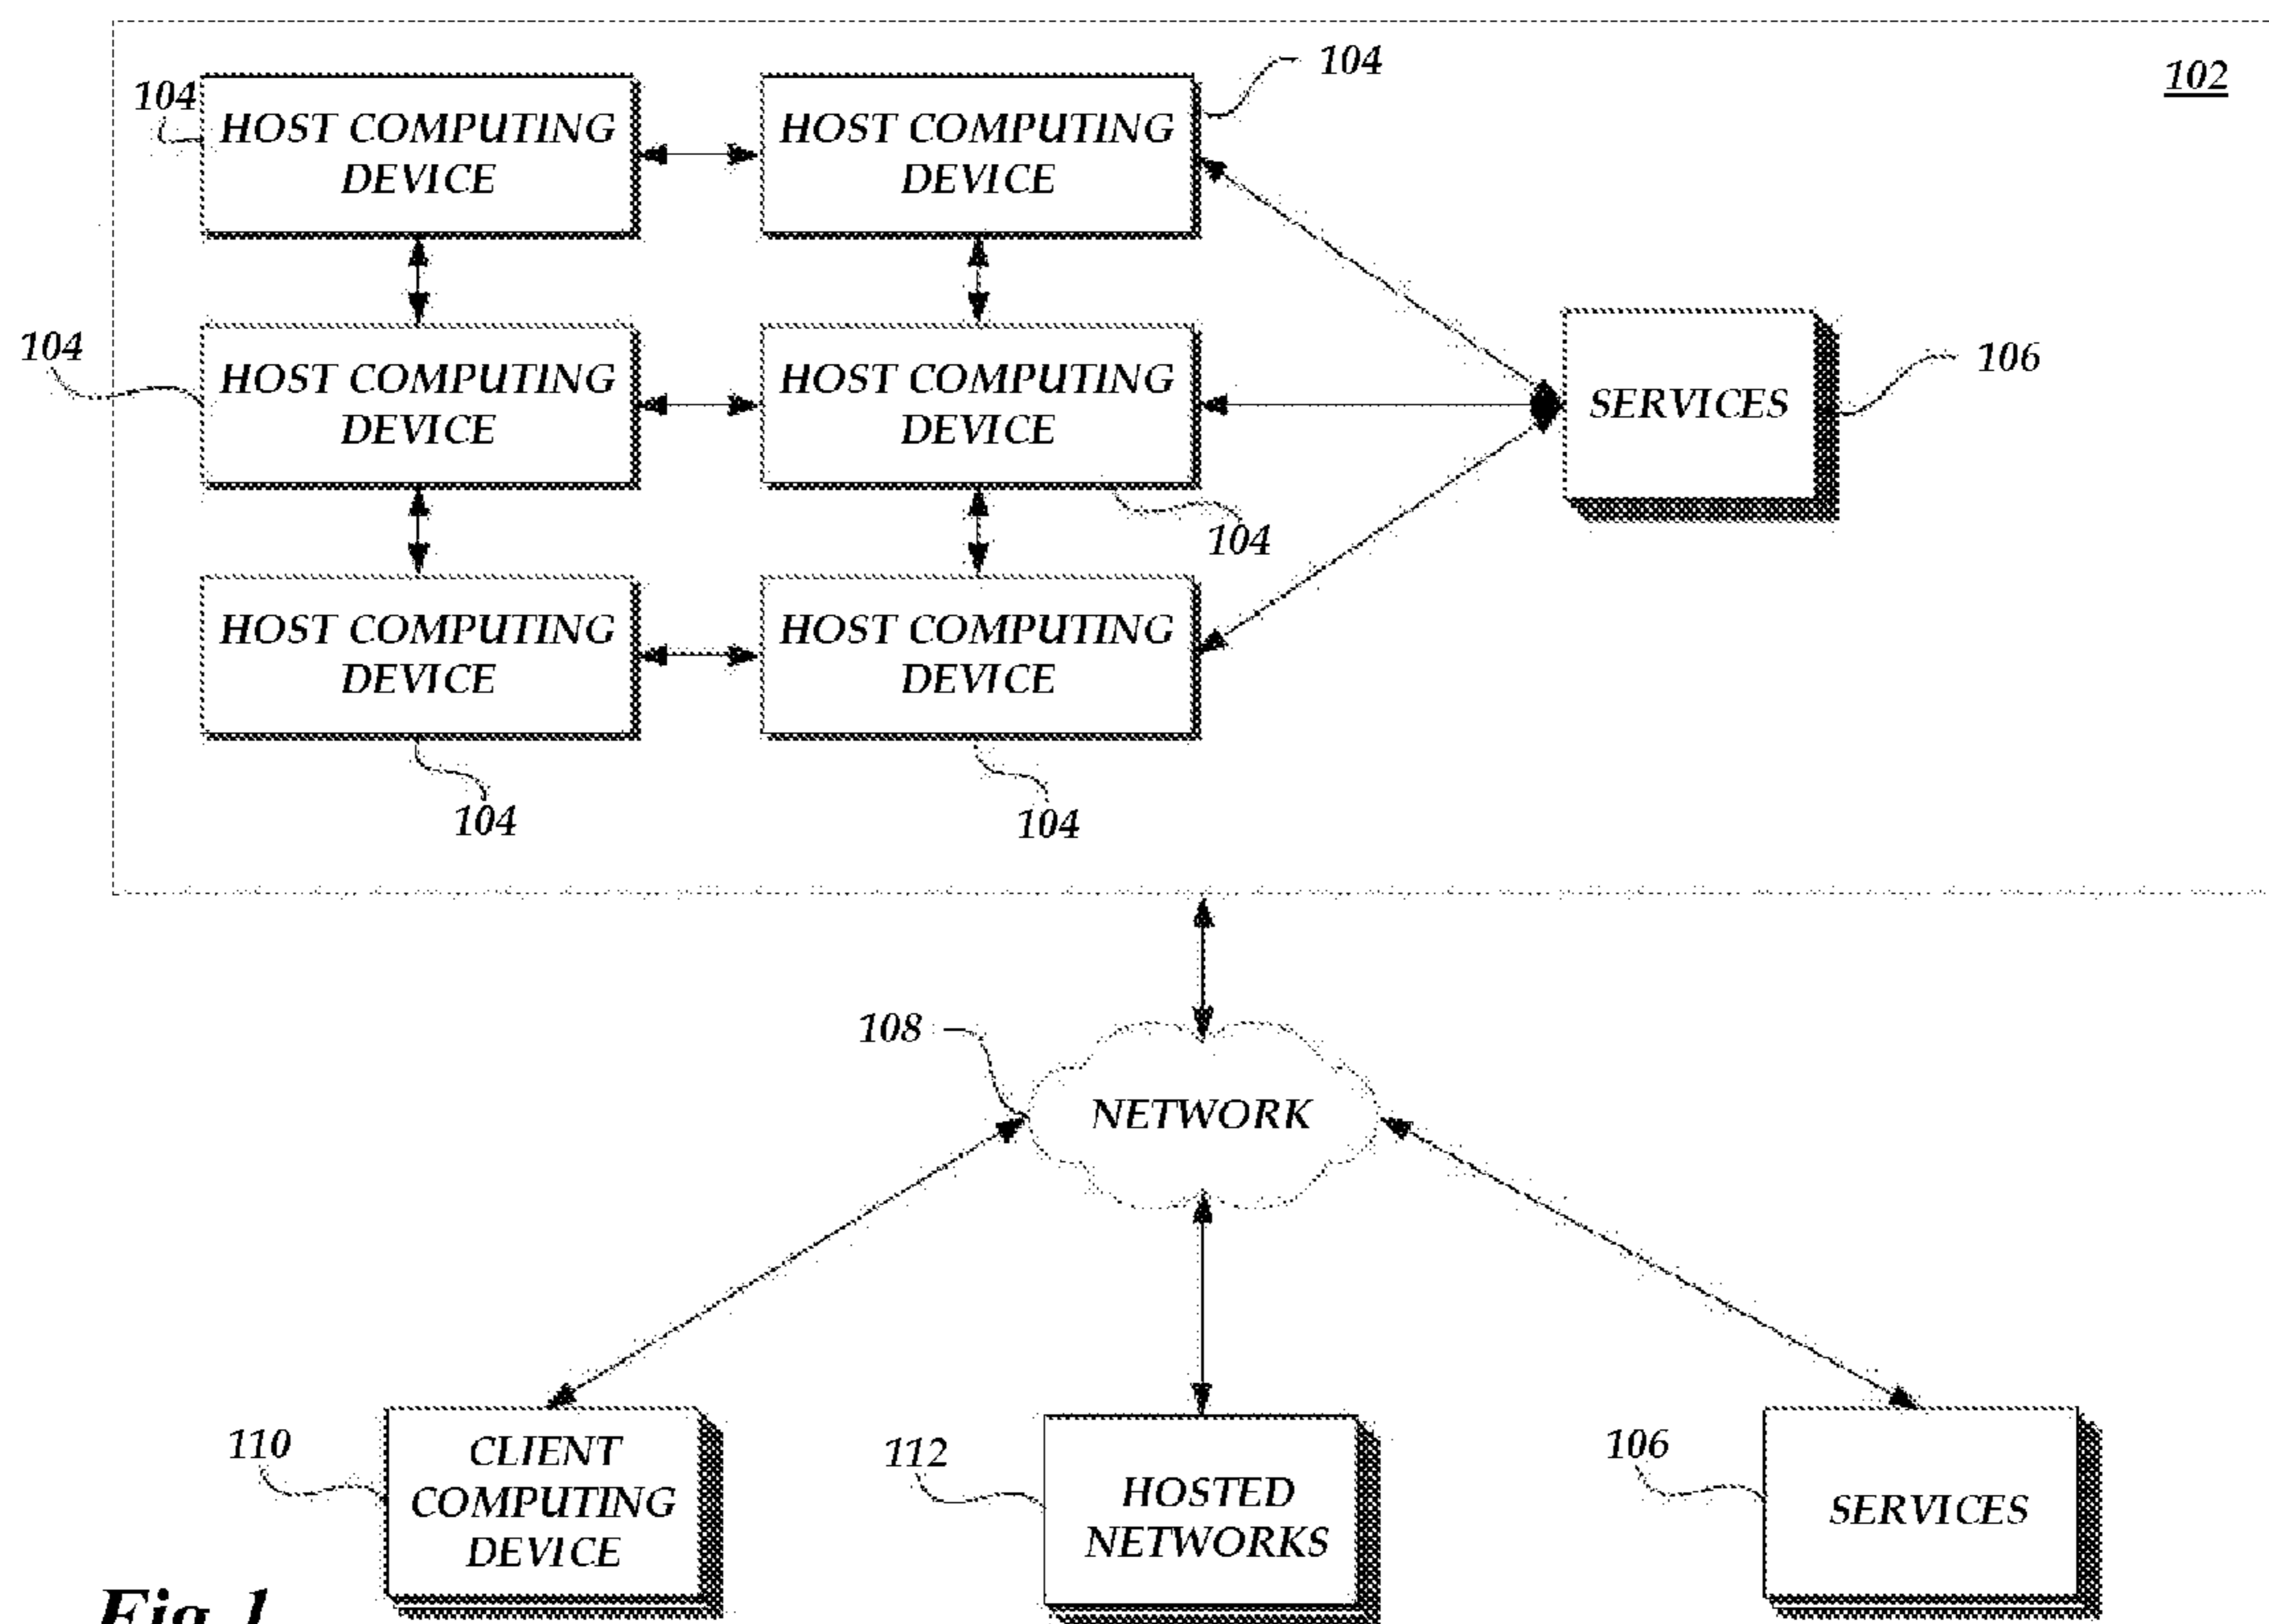 104
102
104
HOST COMPUTING
DEVICE
HOST COMPUTING
DEVICE
104
HOST COMPUTING
DEVICE
HOST COMPUTING
DEVICE
SERVICES
106
104
HOST COMPUTING
DEVICE
HOST COMPUTING
DEVICE
104
104
108
NETWORK
110
CLIENT
COMPUTING
DEVICE
112
HOSTED
NETWORKS
106
SERVICES
Fig. 1